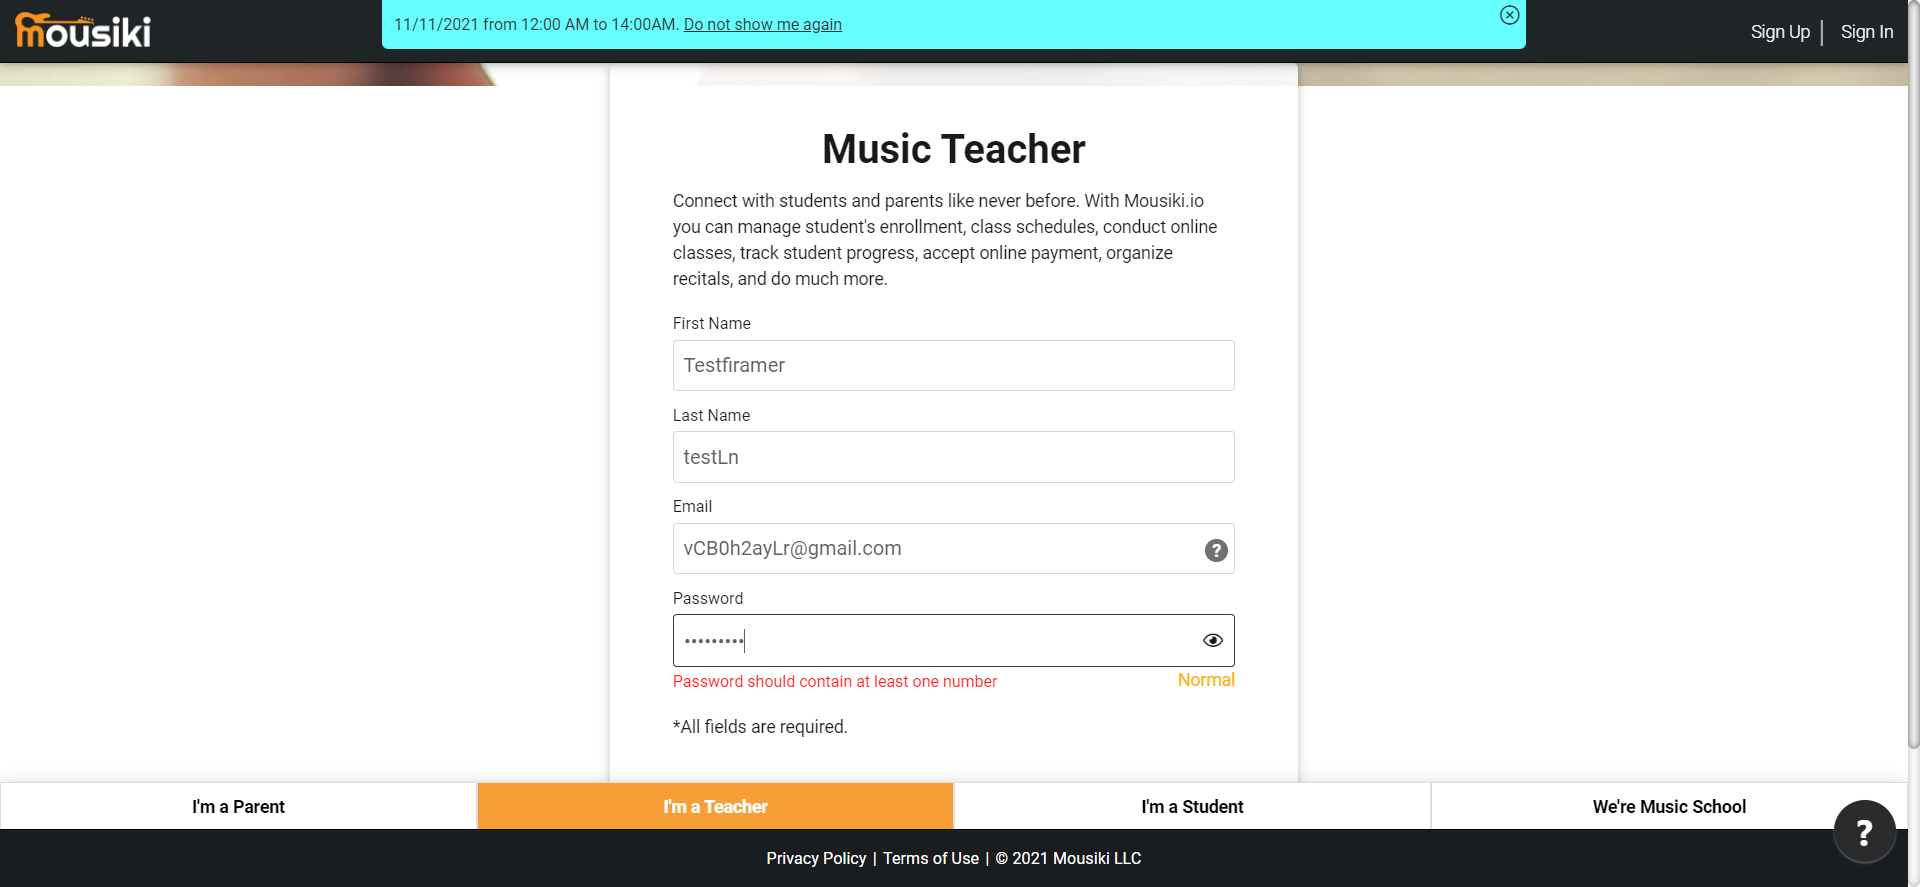 mousiki
11/11/2021 from 12:00 AM to 14:00AM. Do not show me again
Sign Up | Sign In
Music Teacher
Connect with students and parents like never before. With Mousiki.io
you can manage student's enrollment, class schedules, conduct online
classes, track student progress, accept online payment, organize
recitals, and do much more.
First Name
Testfiramer
Last Name
testLn
Email
vCB0h2ayLr@gmail.com
?
Password
•••••••••
Password should contain at least one number
Normal
*All fields are required.
I'm a Parent
I'm a Teacher
I'm a Student
We're Music School
?
Privacy Policy | Terms of Use | © 2021 Mousiki LLC